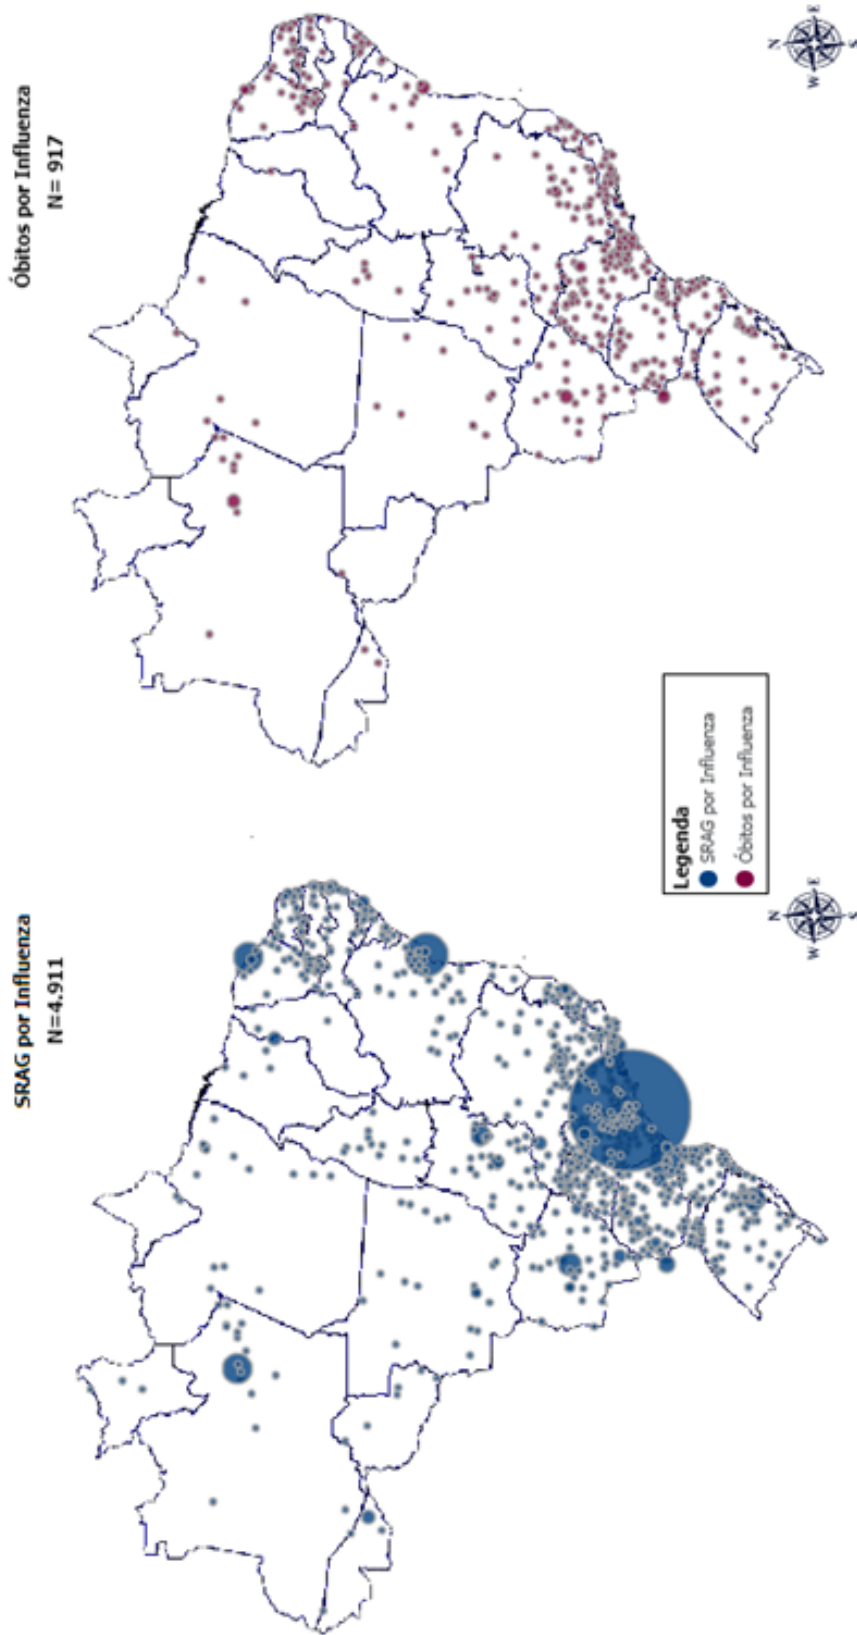 SRAG por Influenza
N=4.911
Óbitos por Influenza
N= 917
Legenda
SRAG por Influenza
Óbitos por Influenza
N
W
E
S
N
W
E
S